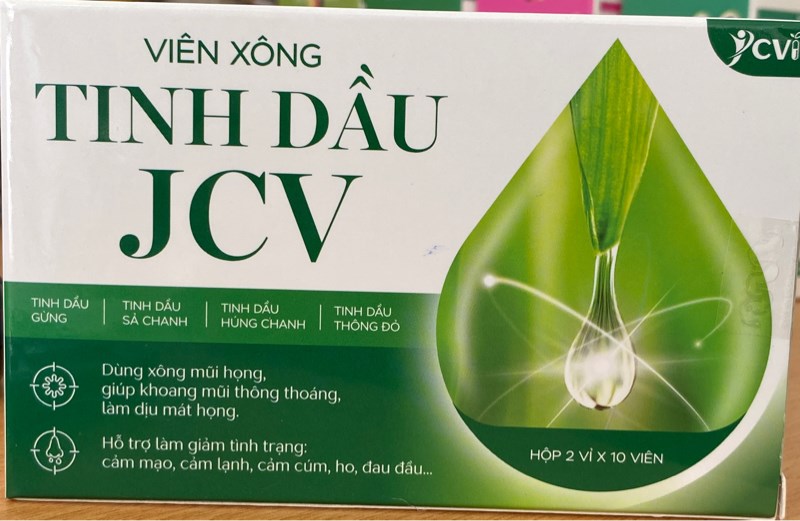 VIÊN XÔNG
TINH DẦU
JCV
TINH DẦU
GỪNG
TINH DẦU
SẢ CHANH
TINH DẦU
HÚNG CHANH
TINH DẦU
THÔNG ĐỎ
Dùng xông mũi họng,
giúp khoang mũi thông thoáng,
làm dịu mát họng.
Hỗ trợ làm giảm tình trạng:
cảm mạo, cảm lạnh, cảm cúm, ho, đau đầu...
HỘP 2 VỈ X 10 VIÊN